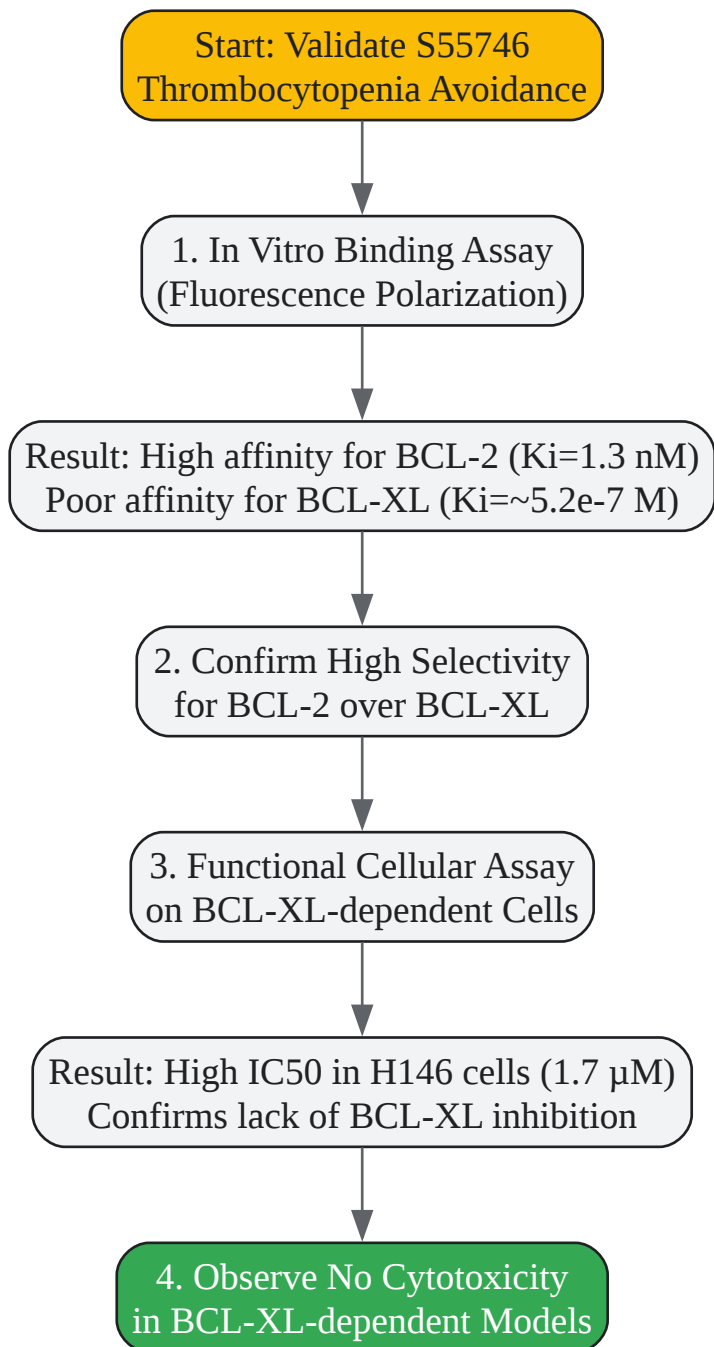 Start: Validate S55746
Thrombocytopenia Avoidance
1. In Vitro Binding Assay
(Fluorescence Polarization)
Result: High affinity for BCL-2 (Ki=1.3 nM)
Poor affinity for BCL-XL (Ki=~5.2e-7 M)
2. Confirm High Selectivity
for BCL-2 over BCL-XL
3. Functional Cellular Assay
on BCL-XL-dependent Cells
Result: High IC50 in H146 cells (1.7 µM)
Confirms lack of BCL-XL inhibition
4. Observe No Cytotoxicity
in BCL-XL-dependent Models